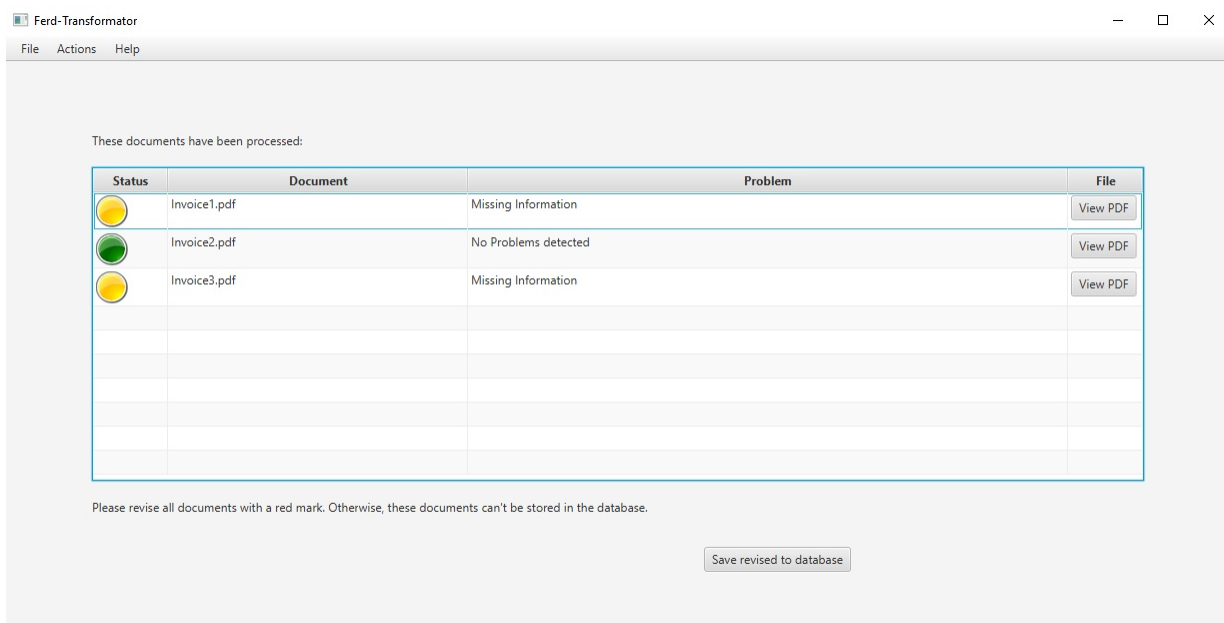 Ferd-Transformator
File Actions Help
These documents have been processed:
Status Document Problem File
Invoice1.pdf Missing Information View PDF
Invoice2.pdf No Problems detected View PDF
Invoice3.pdf Missing Information View PDF
Please revise all documents with a red mark. Otherwise, these documents can't be stored in the database.
Save revised to database